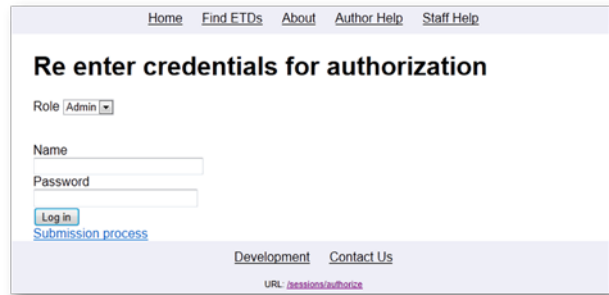 Home Find ETDs About Author Help Staff Help
Re enter credentials for authorization
Role Admin
Name
Password
Log in
Submission process
Development Contact Us
URL: /sessions/authorize